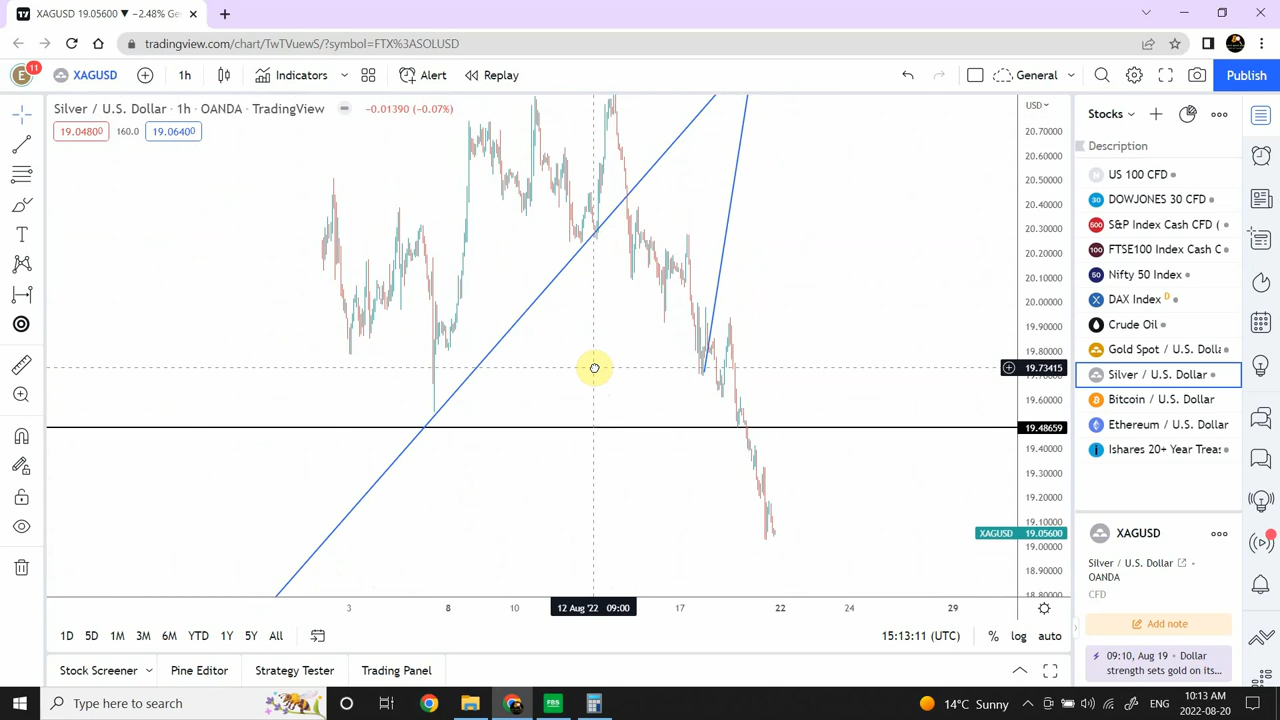 XAGUSD 19.05600 ▼ −2.48% Ge
tradingview.com/chart/TwTVuewS/?symbol=FTX%3ASOLUSD
E 11 XAGUSD 1h Indicators Alert Replay General Publish
Silver / U.S. Dollar · 1h · OANDA · TradingView −0.01390 (−0.07%)
19.04800 160.0 19.06400
USD
20.70000
20.60000
20.50000
20.40000
20.30000
20.20000
20.10000
20.00000
19.90000
19.80000
19.73415
19.60000
19.48659
19.40000
19.30000
19.20000
19.10000
XAGUSD 19.05600
19.00000
18.90000
18.80000
3 8 10 12 Aug '22 09:00 17 22 24 29
1D 5D 1M 3M 6M YTD 1Y 5Y All 15:13:11 (UTC) % log auto
Stock Screener Pine Editor Strategy Tester Trading Panel
Stocks
Description
US 100 CFD
30 DOWJONES 30 CFD
500 S&P Index Cash CFD (
100 FTSE100 Index Cash C
50 Nifty 50 Index
DAX Index D
Crude Oil
Gold Spot / U.S. Dolla
Silver / U.S. Dollar
Bitcoin / U.S. Dollar
Ethereum / U.S. Dollar
Ishares 20+ Year Treas
XAGUSD
Silver / U.S. Dollar
OANDA
CFD
Add note
09:10, Aug 19 • Dollar
strength sets gold on its...
Type here to search
FBS
14°C Sunny
ENG
10:13 AM
2022-08-20